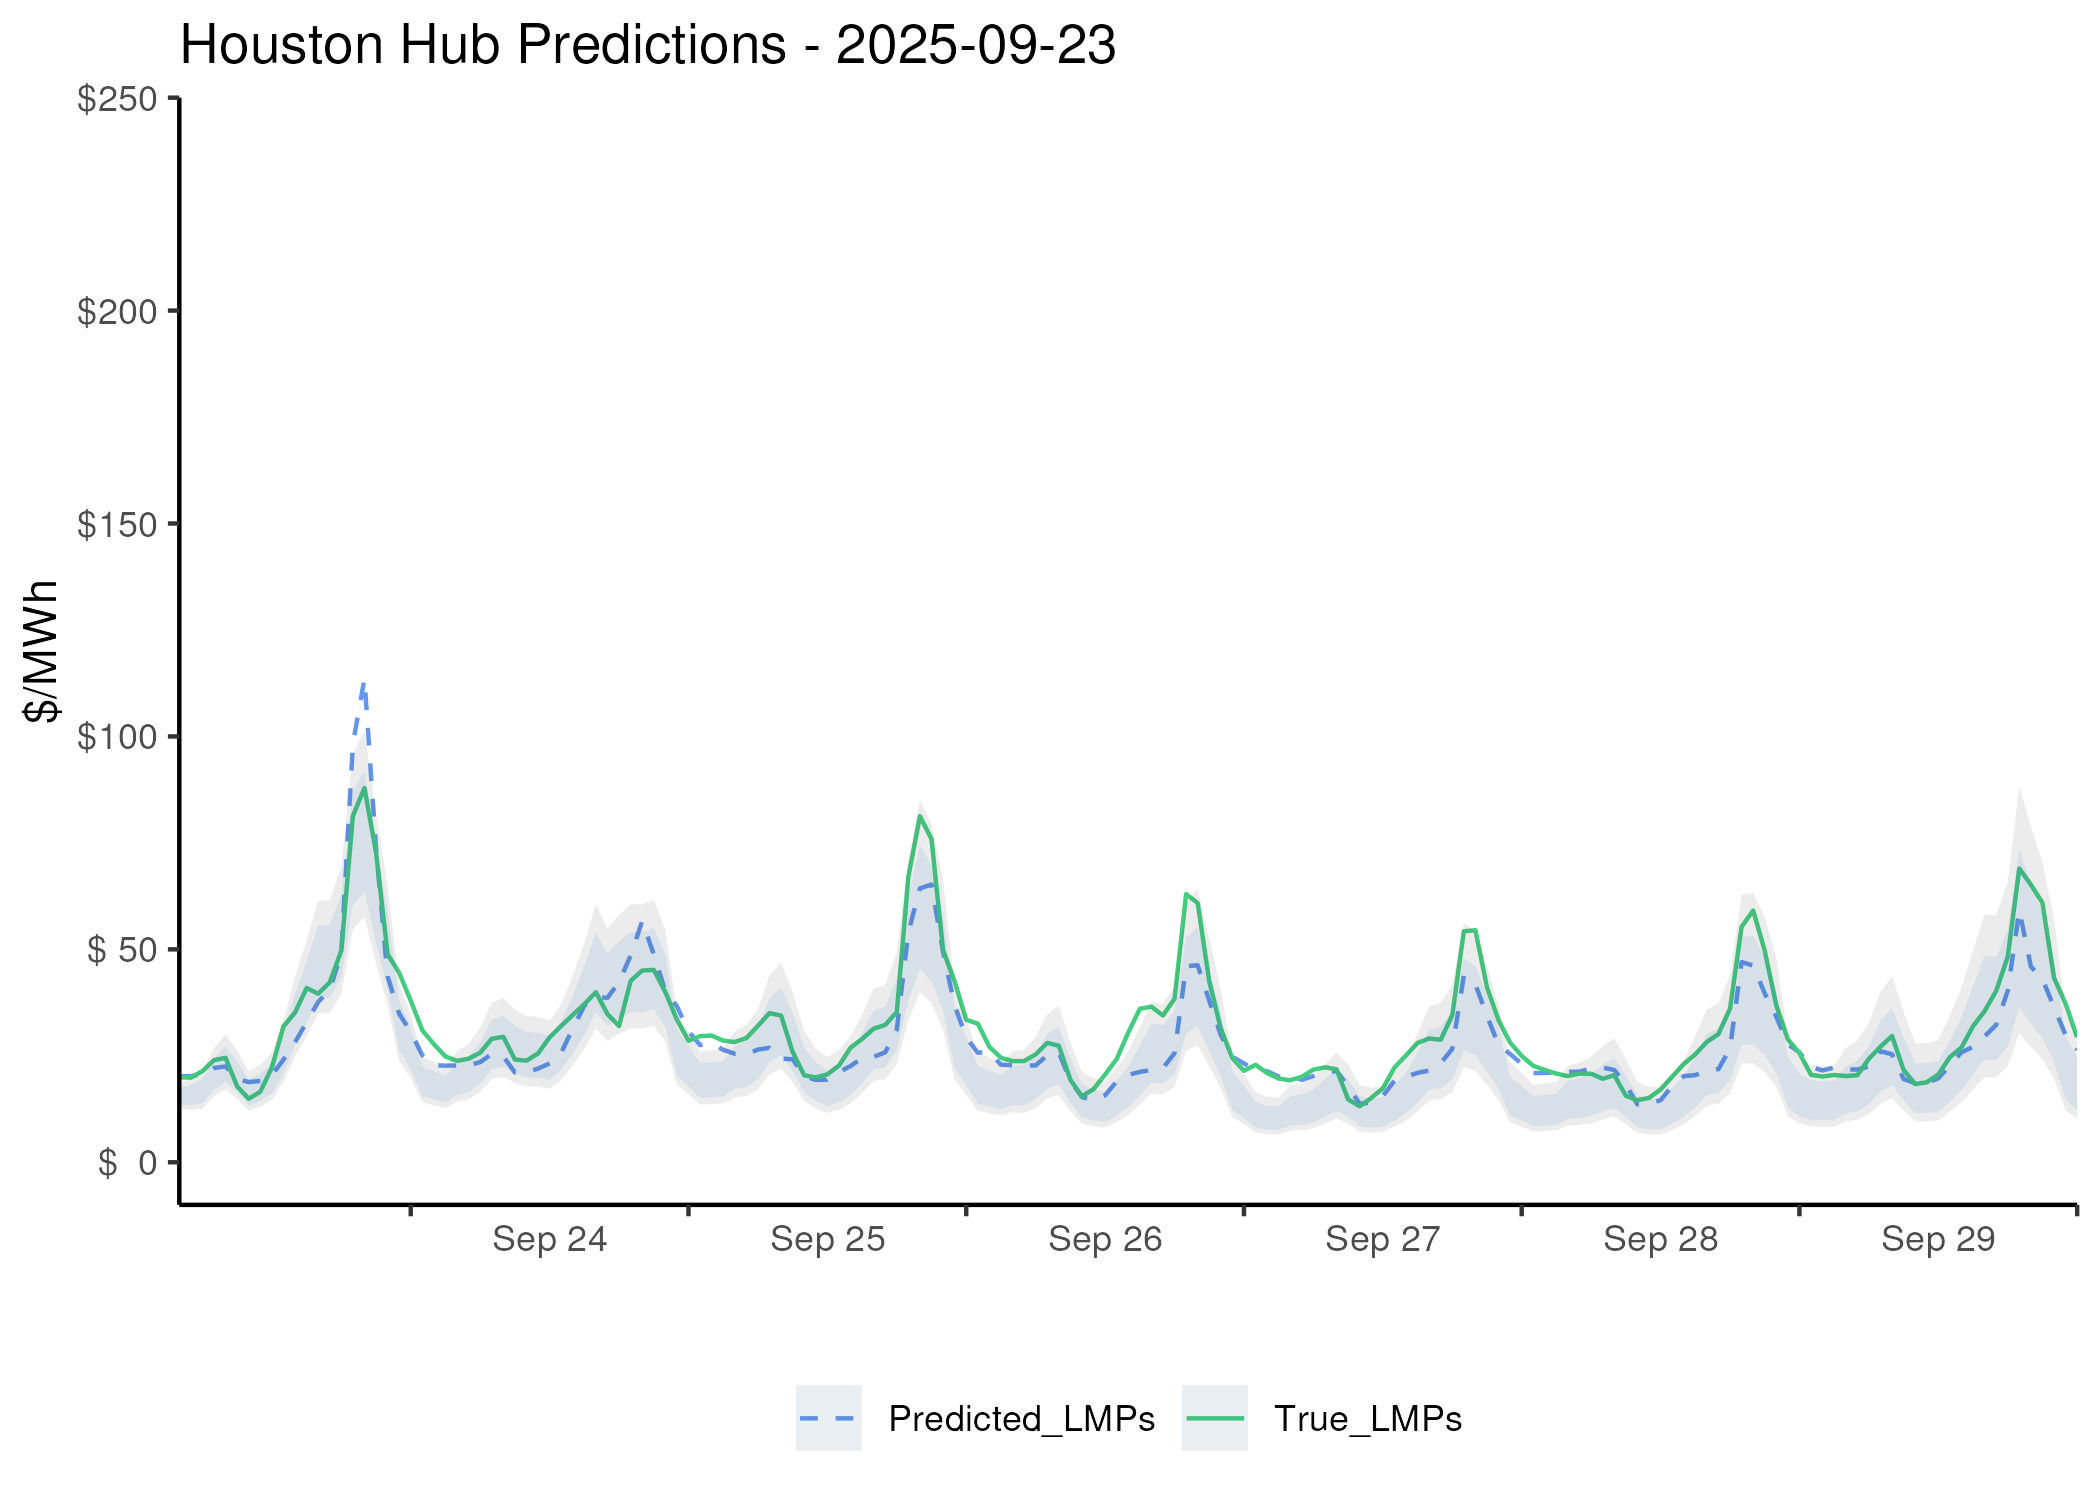 Houston Hub Predictions - 2025-09-23
$250
$200
$150
$100
$ 50
$  0
$/MWh
Sep 24 Sep 25 Sep 26 Sep 27 Sep 28 Sep 29
Predicted_LMPs True_LMPs